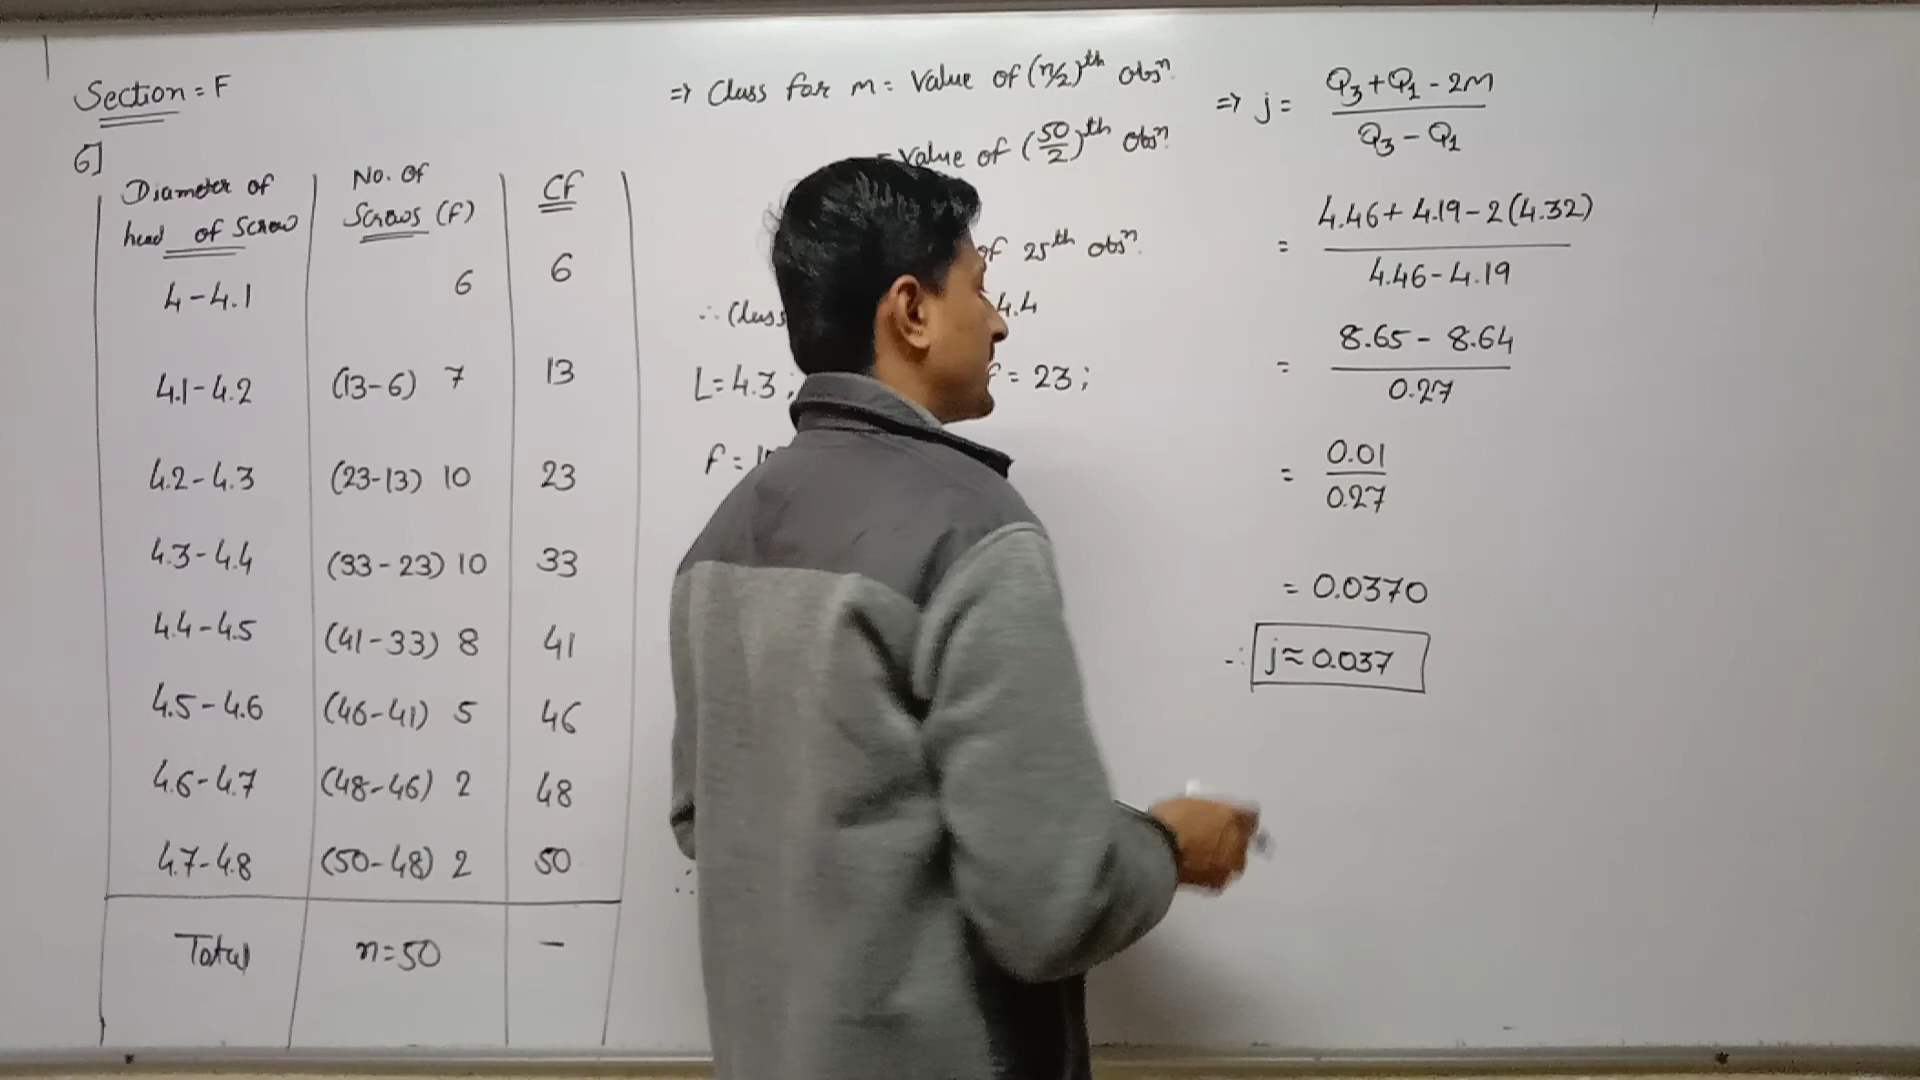 Section = F
6]
Diameter of head of Screw | No. of Screws (F) | CF
4-4.1 | 6 | 6
4.1-4.2 | (13-6) 7 | 13
4.2-4.3 | (23-13) 10 | 23
4.3-4.4 | (33-23) 10 | 33
4.4-4.5 | (41-33) 8 | 41
4.5-4.6 | (46-41) 5 | 46
4.6-4.7 | (48-46) 2 | 48
4.7-4.8 | (50-48) 2 | 50
Total | n=50 | -
⇒ Class for m = Value of (n/2)th obsn.
= Value of (50/2)th obsn.
of 25th obsn.
∴ Class 4.4
L=4.3; = 23;
f =
∴
⇒ j = (Q3+Q1-2M)/(Q3-Q1)
= (4.46+4.19-2(4.32))/(4.46-4.19)
= (8.65-8.64)/0.27
= 0.01/0.27
= 0.0370
∴ j≈0.037